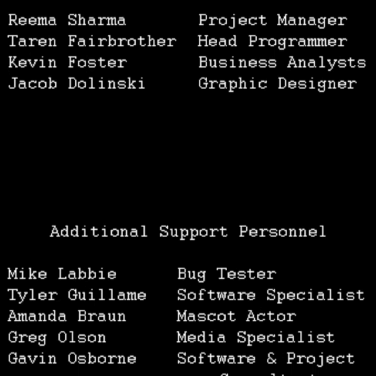 Reema Sharma Project Manager
Taren Fairbrother Head Programmer
Kevin Foster Business Analysts
Jacob Dolinski Graphic Designer
Additional Support Personnel
Mike Labbie Bug Tester
Tyler Guillame Software Specialist
Amanda Braun Mascot Actor
Greg Olson Media Specialist
Gavin Osborne Software & Project